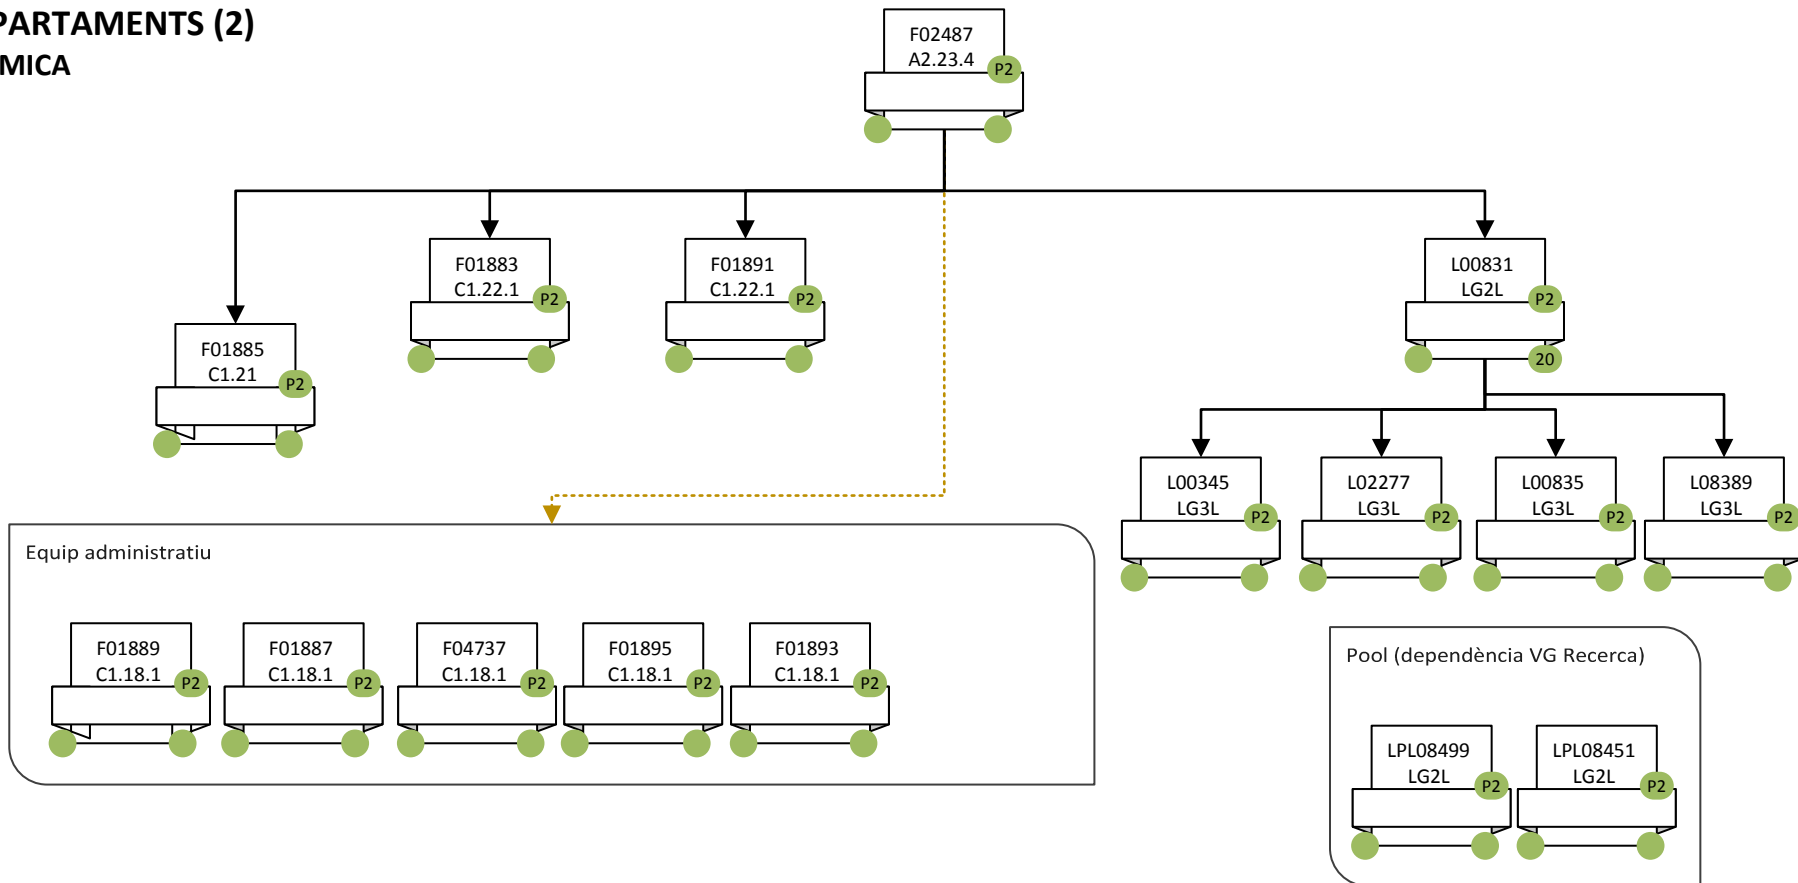 PARTAMENTS (2)
MICA
F02487
A2.23.4
P2
F01883
C1.22.1
P2
F01891
C1.22.1
P2
L00831
LG2L
P2
20
F01885
C1.21
P2
L00345
LG3L
P2
L02277
LG3L
P2
L00835
LG3L
P2
L08389
LG3L
P2
Equip administratiu
F01889
C1.18.1
P2
F01887
C1.18.1
P2
F04737
C1.18.1
P2
F01895
C1.18.1
P2
F01893
C1.18.1
P2
Pool (dependència VG Recerca)
LPL08499
LG2L
P2
LPL08451
LG2L
P2